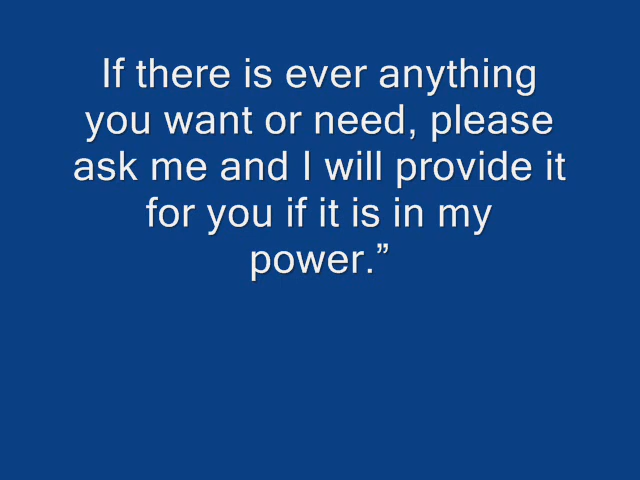 If there is ever anything
you want or need, please
ask me and I will provide it
for you if it is in my
power.”